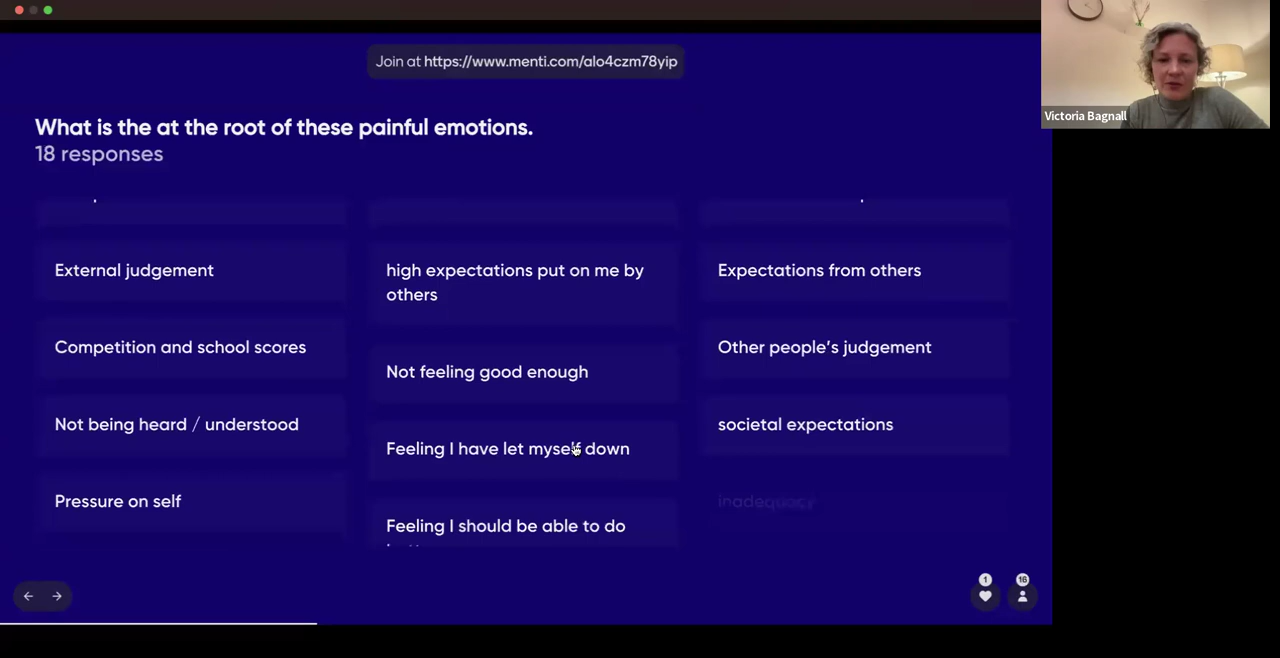 Join at https://www.menti.com/alo4czm78yip
Victoria Bagnall
What is the at the root of these painful emotions.
18 responses
External judgement
Competition and school scores
Not being heard / understood
Pressure on self
high expectations put on me by
others
Not feeling good enough
Feeling I have let myself down
Feeling I should be able to do
Expectations from others
Other people’s judgement
societal expectations
inadequacy
1
16